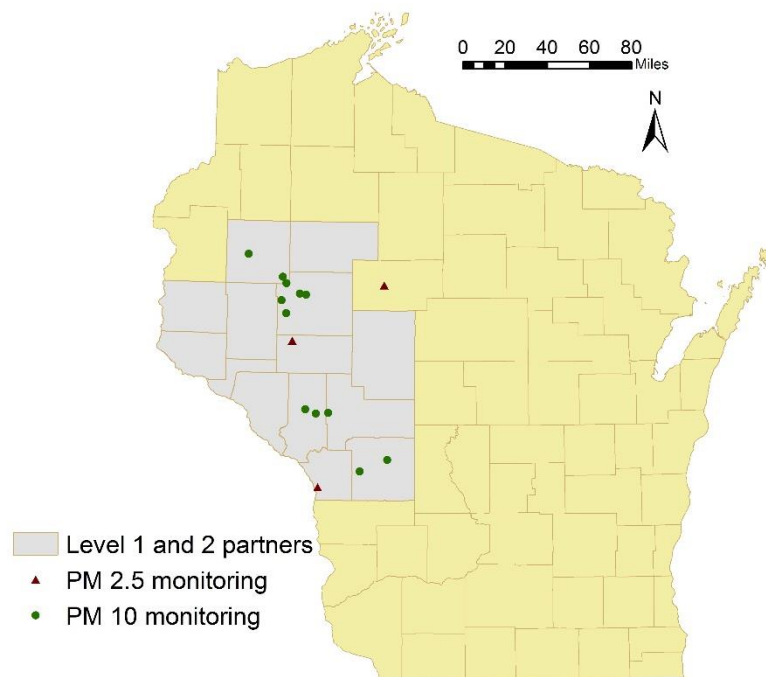 0 20 40 60 80
Miles
N
Level 1 and 2 partners
PM 2.5 monitoring
PM 10 monitoring